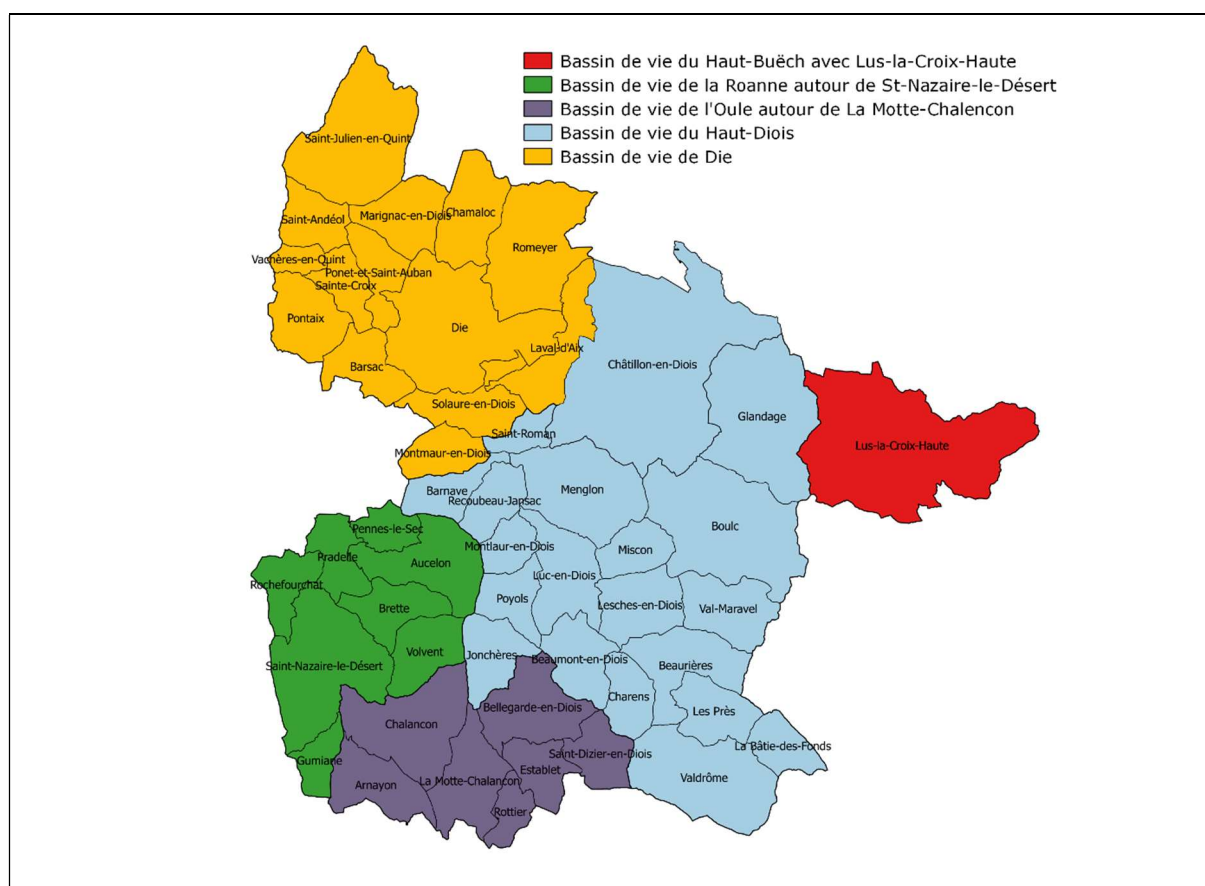 Bassin de vie du Haut-Buëch avec Lus-la-Croix-Haute
Bassin de vie de la Roanne autour de St-Nazaire-le-Désert
Bassin de vie de l'Oule autour de La Motte-Chalencon
Bassin de vie du Haut-Diois
Bassin de vie de Die
Saint-Julien-en-Quint
Saint-Andéol
Marignac-en-Diois
Chamaloc
Romeyer
Vachères-en-Quint
Ponet-et-Saint-Auban
Sainte-Croix
Pontaix
Die
Laval-d'Aix
Barsac
Châtillon-en-Diois
Solaure-en-Diois
Glandage
Saint-Roman
Lus-la-Croix-Haute
Montmaur-en-Diois
Barnave
Recoubeau-Jansac
Menglon
Boulc
Pennes-le-Sec
Montlaur-en-Diois
Miscon
Pradelle
Aucelon
Luc-en-Diois
Rochefourchat
Poyols
Lesches-en-Diois
Val-Maravel
Brette
Volvent
Jonchères
Beaumont-en-Diois
Saint-Nazaire-le-Désert
Beaurières
Charens
Bellegarde-en-Diois
Les Près
Chalancon
La Bâtie-des-Fonds
Saint-Dizier-en-Diois
Gumiane
Establet
Valdrôme
Arnayon
La Motte-Chalancon
Rottier